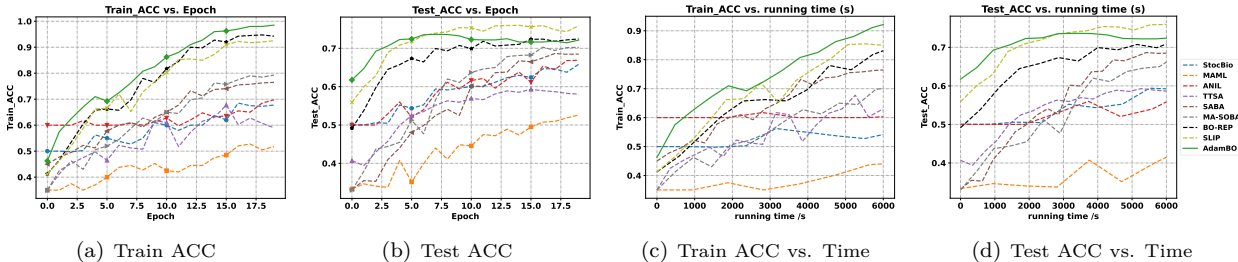 Train_ACC vs. Epoch
Train_ACC
1.0
0.9
0.8
0.7
0.6
0.5
0.4
0.0 2.5 5.0 7.5 10.0 12.5 15.0 17.5
Epoch
(a) Train ACC
Test_ACC vs. Epoch
Test_ACC
0.7
0.6
0.5
0.4
0.0 2.5 5.0 7.5 10.0 12.5 15.0 17.5
Epoch
(b) Test ACC
Train_ACC vs. running time (s)
Train_ACC
0.9
0.8
0.7
0.6
0.5
0.4
0 1000 2000 3000 4000 5000 6000
running time /s
(c) Train ACC vs. Time
Test_ACC vs. running time (s)
Test_ACC
0.7
0.6
0.5
0.4
0 1000 2000 3000 4000 5000 6000
running time /s
(d) Test ACC vs. Time
StocBio
MAML
ANIL
TTSA
SABA
MA-SOBA
BO-REP
SLIP
AdamBO